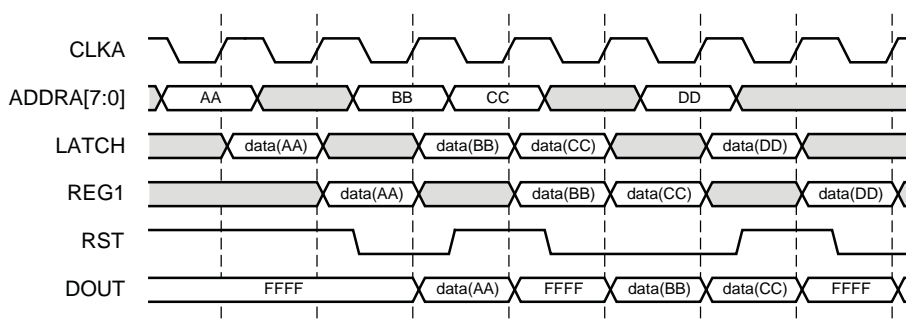 CLKA
ADDRA[7:0] AA BB CC DD
LATCH data(AA) data(BB) data(CC) data(DD)
REG1 data(AA) data(BB) data(CC) data(DD)
RST
DOUT FFFF data(AA) FFFF data(BB) data(CC) FFFF